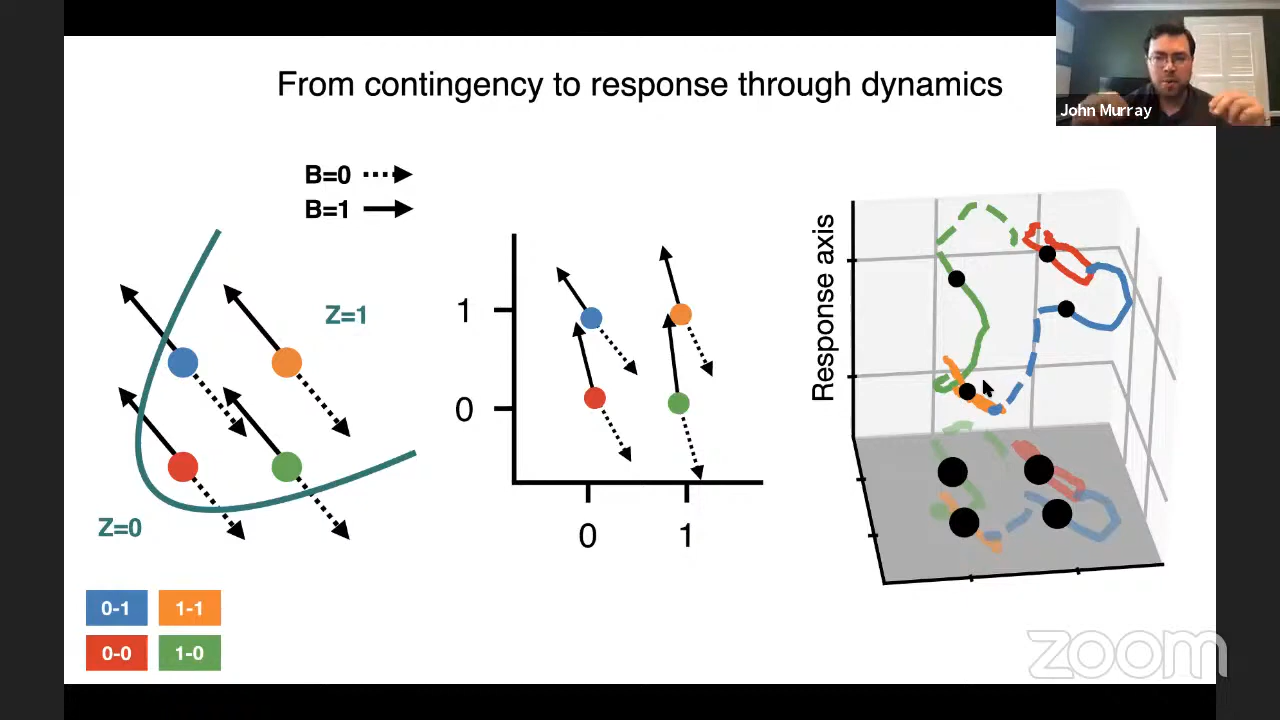 From contingency to response through dynamics
John Murray
B=0
B=1
Z=1
Z=0
1
0
0
1
Response axis
0-1
1-1
0-0
1-0
zoom